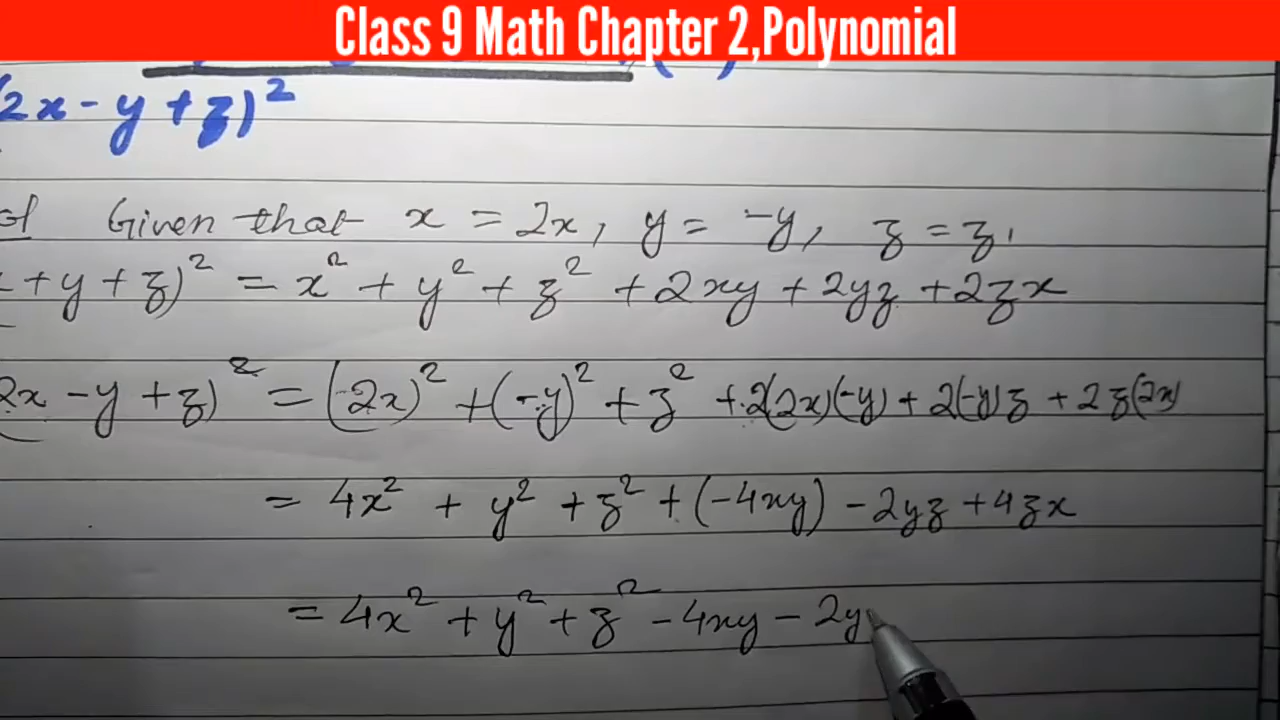 Class 9 Math Chapter 2,Polynomial
2x - y + z)²
Given that x = 2x, y = -y, z = z,
+ y + z)² = x² + y² + z² + 2xy + 2yz + 2zx
2x - y + z)² = (2x)² + (-y)² + z² + 2(2x)(-y) + 2(-y)z + 2z(2x)
= 4x² + y² + z² + (-4xy) - 2yz + 4zx
= 4x² + y² + z² - 4xy - 2y